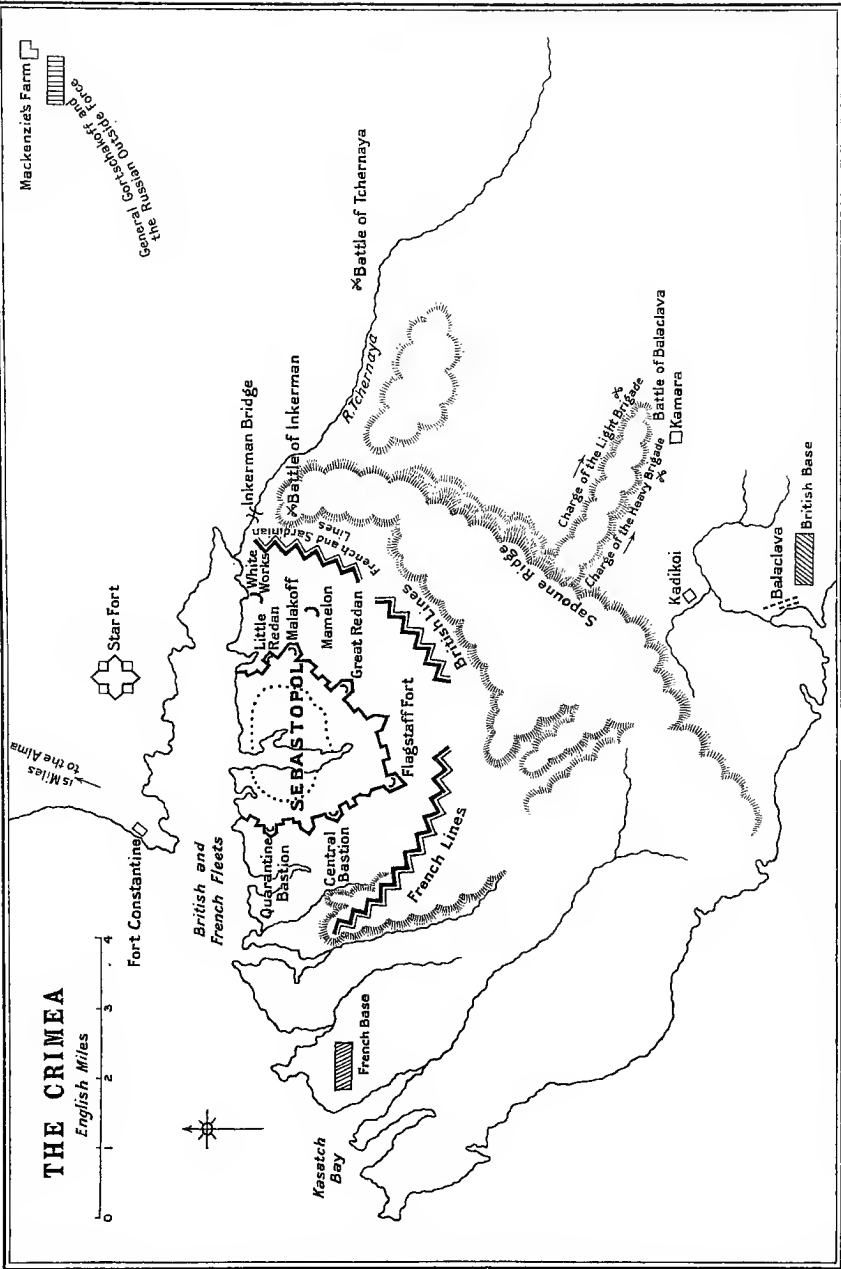 THE CRIMEA
English Miles
0 1 2 3 4
Mackenzie's Farm
General Gortschakoff and
the Russian Outside Force
15 Miles
to the Alma
Star Fort
Fort Constantine
British and
French Fleets
Inkerman Bridge
Battle of Inkerman
R. Tchernaya
Battle of Tchernaya
White
Works
Little
Redan
Malakoff
Mamelon
Great Redan
French and Sardinian
Lines
SEBASTOPOL
Quarantine
Bastion
Central
Bastion
Flagstaff Fort
French Lines
British Lines
Sapoune Ridge
Kasatch
Bay
French Base
Charge of the Light Brigade
Charge of the Heavy Brigade
Battle of Balaclava
Kamara
Kadikoi
Balaclava
British Base